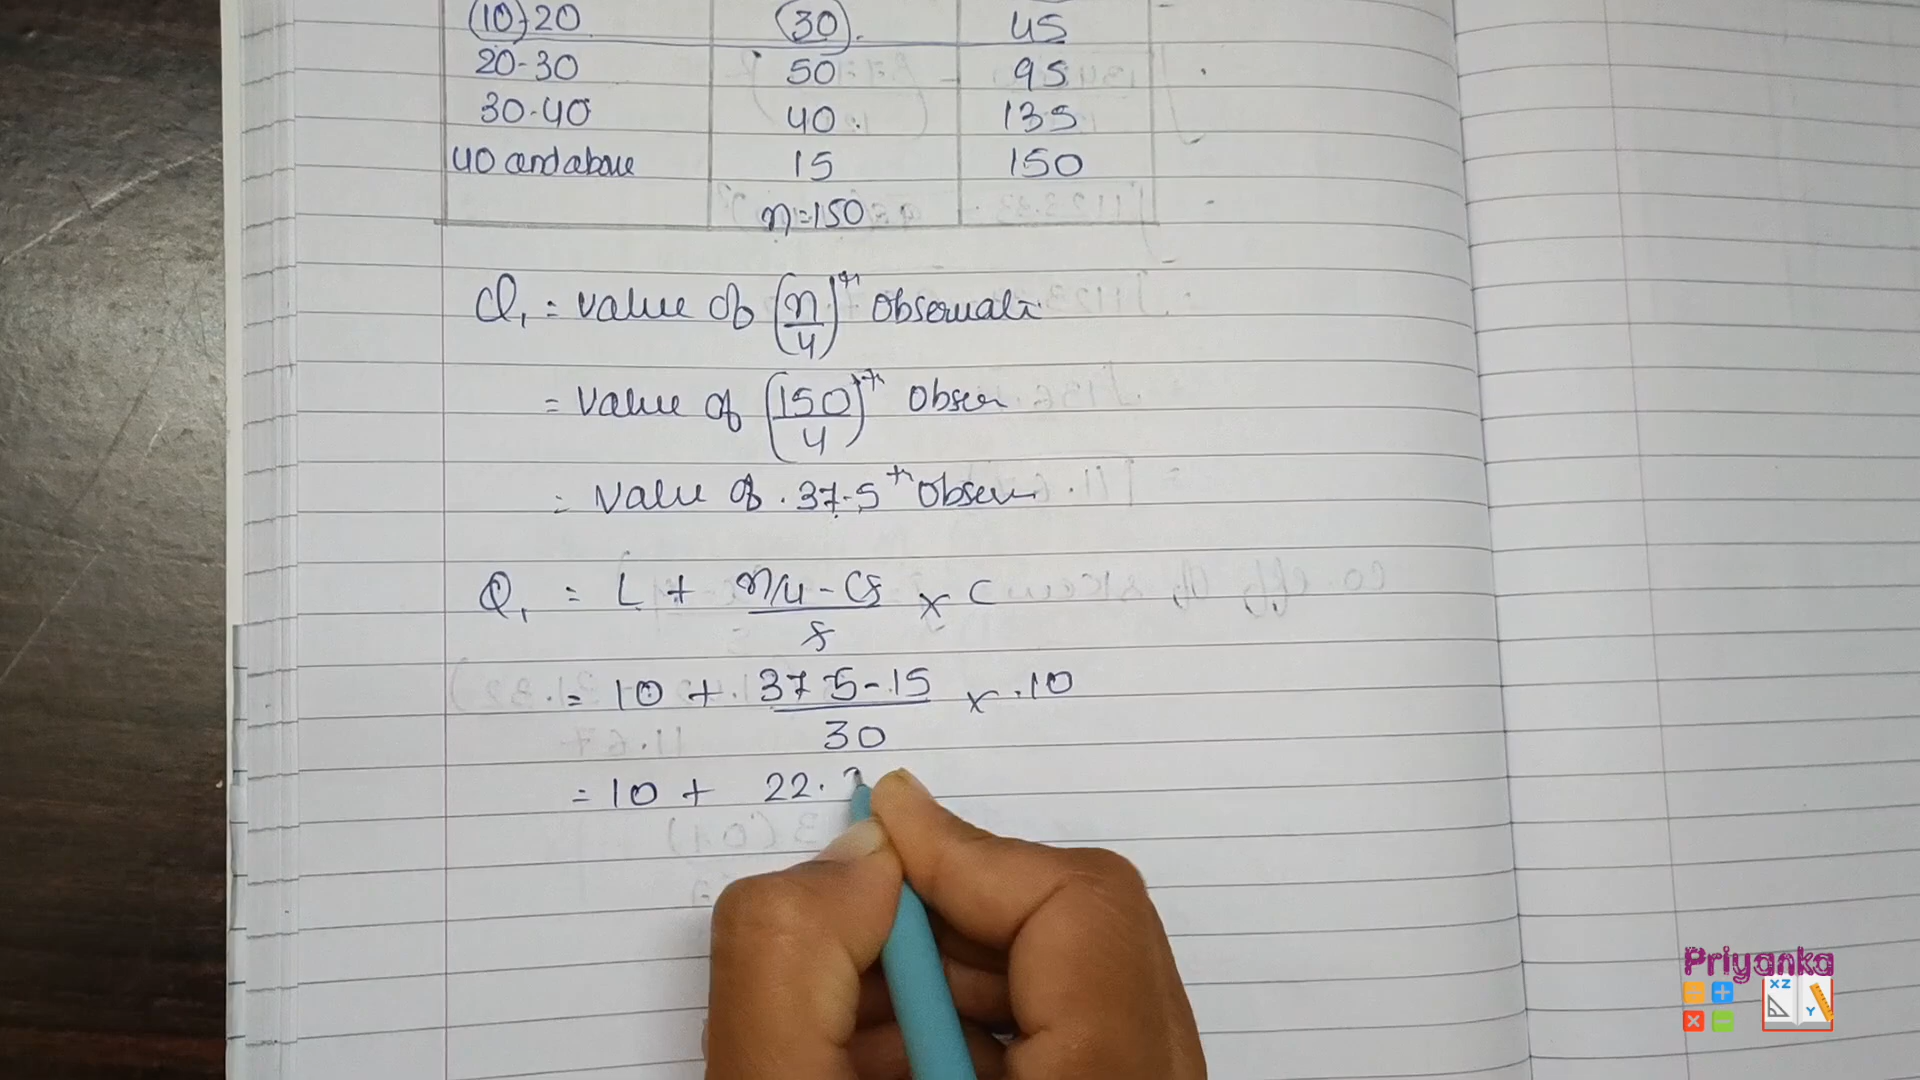 (10)-20 30. 45
20-30 50 95
30-40 40. 135
40 and above 15 150
n=150
Q₁ = value of (n/4)th Observati
= value of (150/4)th Obser
= value of .37.5th Obser
Q₁ = L + n/4 - Cf / f × C
= 10 + 37 5-15 / 30 × .10
= 10 + 22.
Priyanka